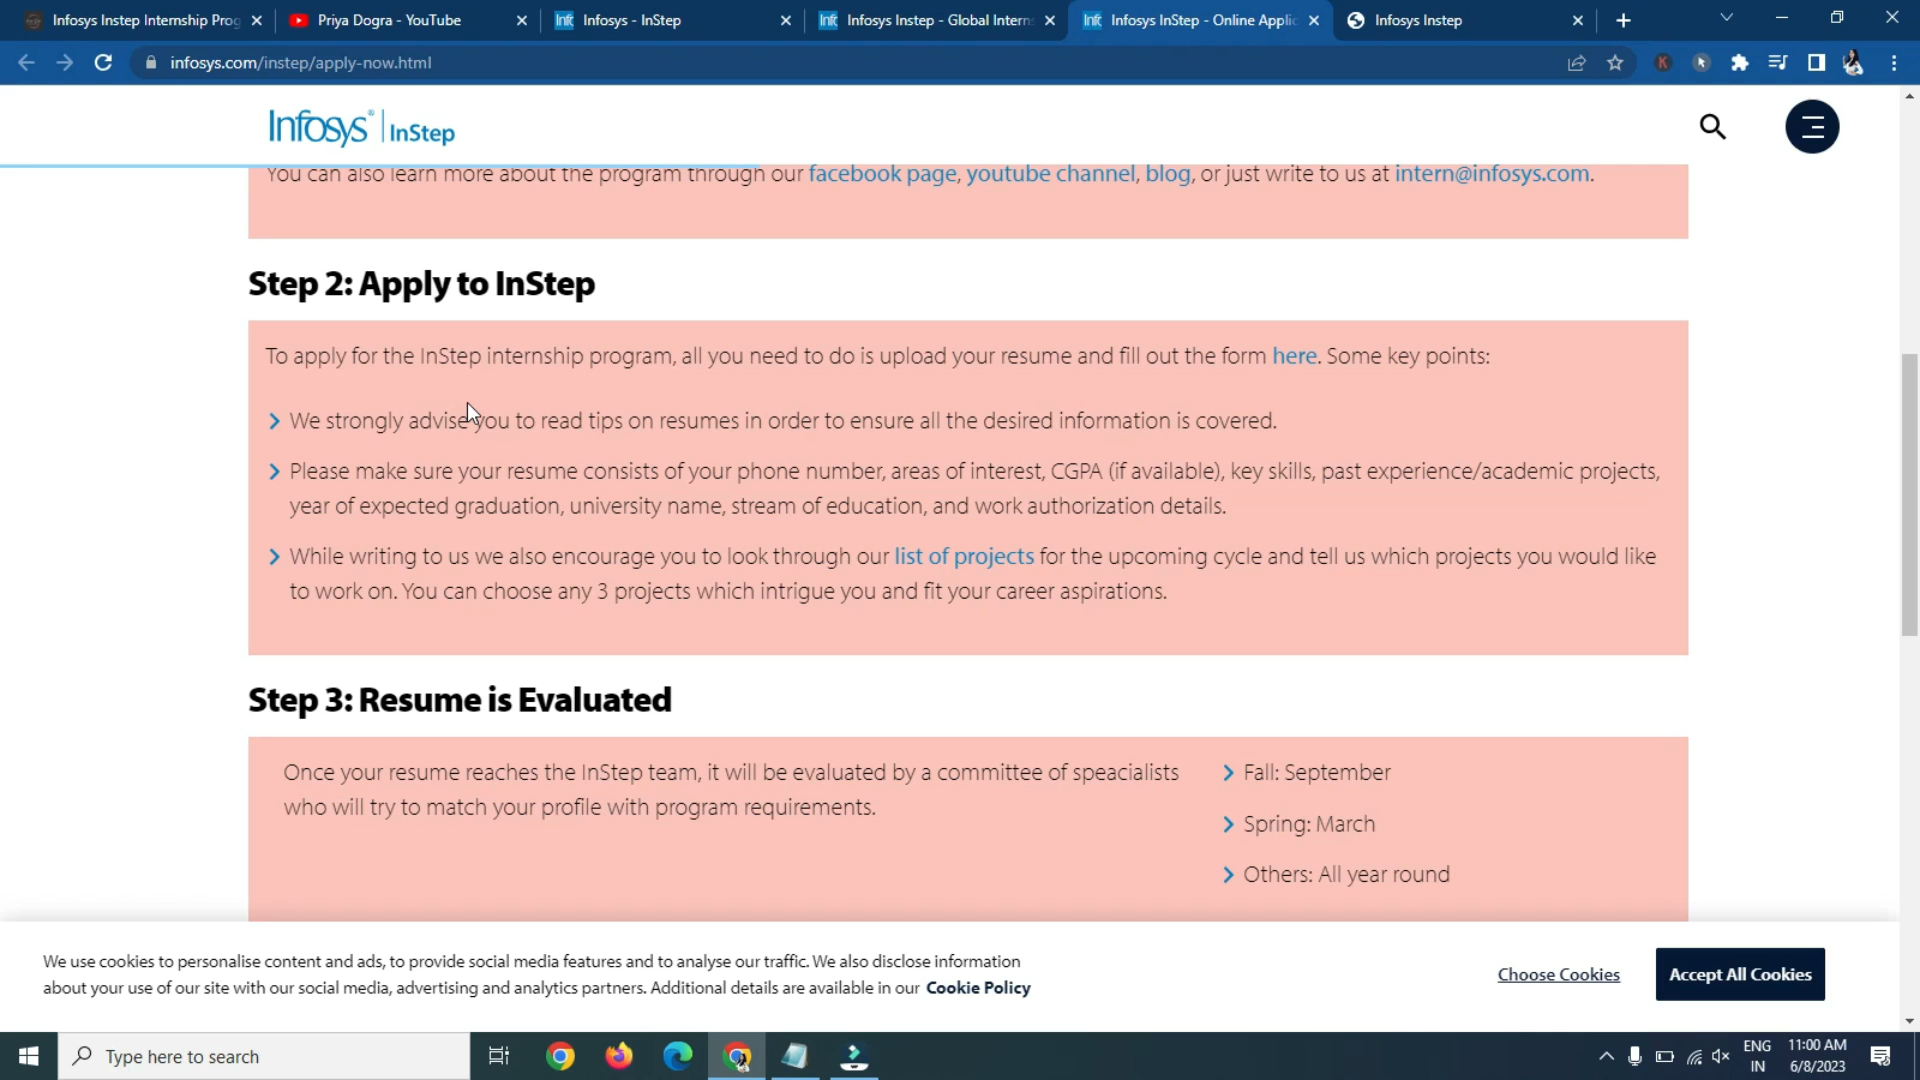 Infosys Instep Internship Prog
Priya Dogra - YouTube
Infosys - InStep
Infosys Instep - Global Interns
Infosys InStep - Online Applic
Infosys Instep
infosys.com/instep/apply-now.html
Infosys | InStep
You can also learn more about the program through our facebook page, youtube channel, blog, or just write to us at intern@infosys.com.
Step 2: Apply to InStep
To apply for the InStep internship program, all you need to do is upload your resume and fill out the form here. Some key points:
We strongly advise you to read tips on resumes in order to ensure all the desired information is covered.
Please make sure your resume consists of your phone number, areas of interest, CGPA (if available), key skills, past experience/academic projects,
year of expected graduation, university name, stream of education, and work authorization details.
While writing to us we also encourage you to look through our list of projects for the upcoming cycle and tell us which projects you would like
to work on. You can choose any 3 projects which intrigue you and fit your career aspirations.
Step 3: Resume is Evaluated
Once your resume reaches the InStep team, it will be evaluated by a committee of speacialists
who will try to match your profile with program requirements.
Fall: September
Spring: March
Others: All year round
We use cookies to personalise content and ads, to provide social media features and to analyse our traffic. We also disclose information
about your use of our site with our social media, advertising and analytics partners. Additional details are available in our Cookie Policy
Choose Cookies
Accept All Cookies
Type here to search
ENG
IN
11:00 AM
6/8/2023